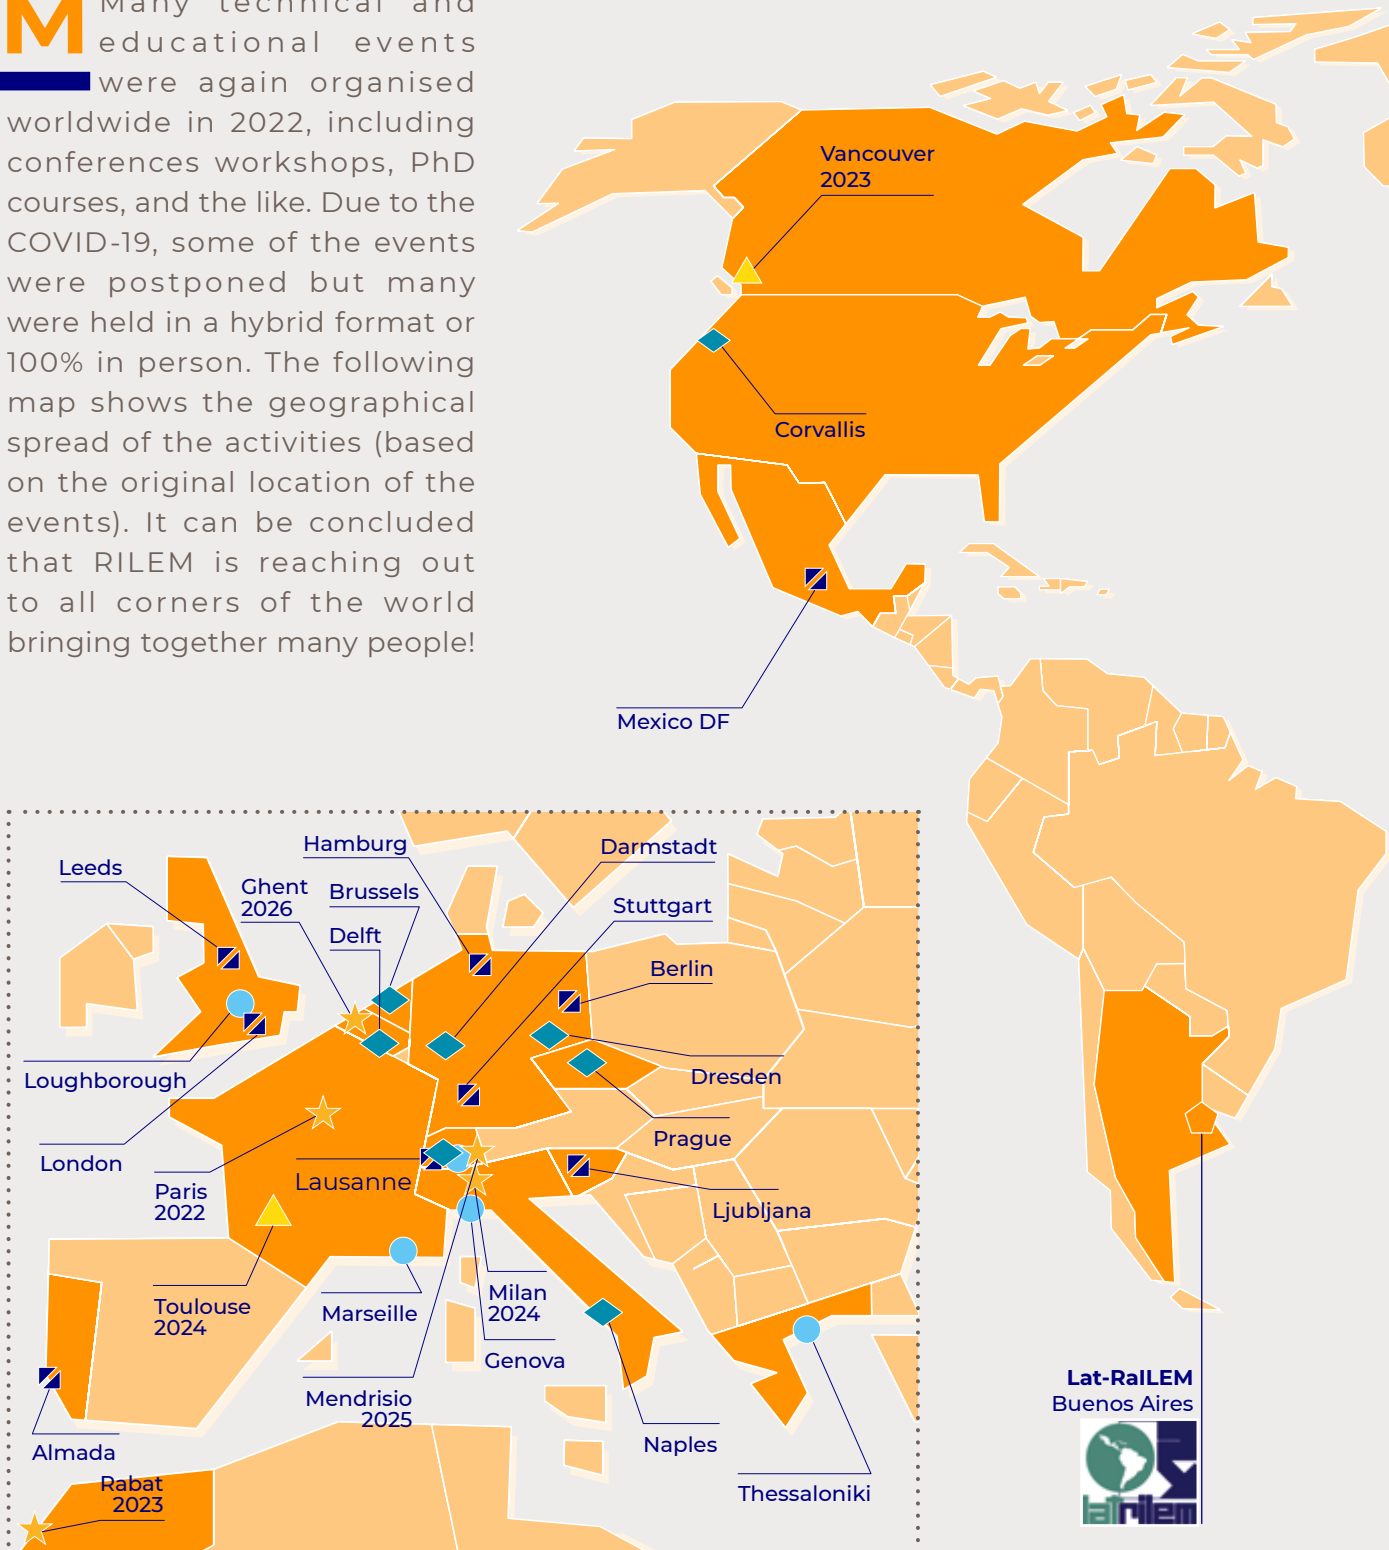 M Many technical and
educational events
were again organised
worldwide in 2022, including
conferences workshops, PhD
courses, and the like. Due to the
COVID-19, some of the events
were postponed but many
were held in a hybrid format or
100% in person. The following
map shows the geographical
spread of the activities (based
on the original location of the
events). It can be concluded
that RILEM is reaching out
to all corners of the world
bringing together many people!
Vancouver
2023
Corvallis
Mexico DF
Hamburg
Darmstadt
Leeds
Ghent
2026
Brussels
Stuttgart
Delft
Berlin
Loughborough
Dresden
London
Prague
Paris
2022
Lausanne
Ljubljana
Toulouse
2024
Marseille
Milan
2024
Genova
Mendrisio
2025
Almada
Naples
Rabat
2023
Thessaloniki
Lat-RaILEM
Buenos Aires
latrilem